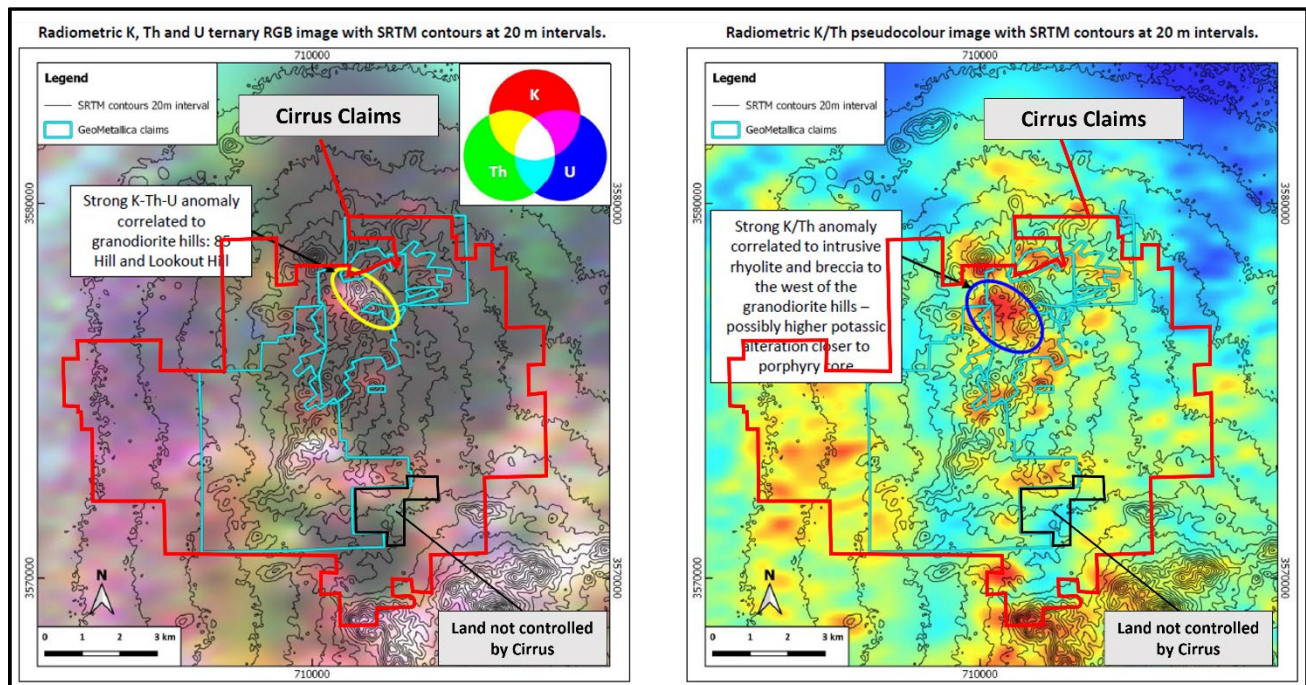 Radiometric K, Th and U ternary RGB image with SRTM contours at 20 m intervals.
710000
Legend
SRTM contours 20m interval
GeoMetallica claims
Cirrus Claims
K
Th
U
3580000
3580000
Strong K-Th-U anomaly
correlated to
granodiorite hills: 85
Hill and Lookout Hill
3570000
3570000
N
0 1 2 3 km
Land not controlled
by Cirrus
710000
Radiometric K/Th pseudocolour image with SRTM contours at 20 m intervals.
710000
Legend
SRTM contours 20m interval
GeoMetallica claims
Cirrus Claims
3580000
3580000
Strong K/Th anomaly
correlated to intrusive
rhyolite and breccia to
the west of the
granodiorite hills –
possibly higher potassic
alteration closer to
porphyry core
3570000
3570000
N
0 1 2 3 km
Land not controlled
by Cirrus
710000